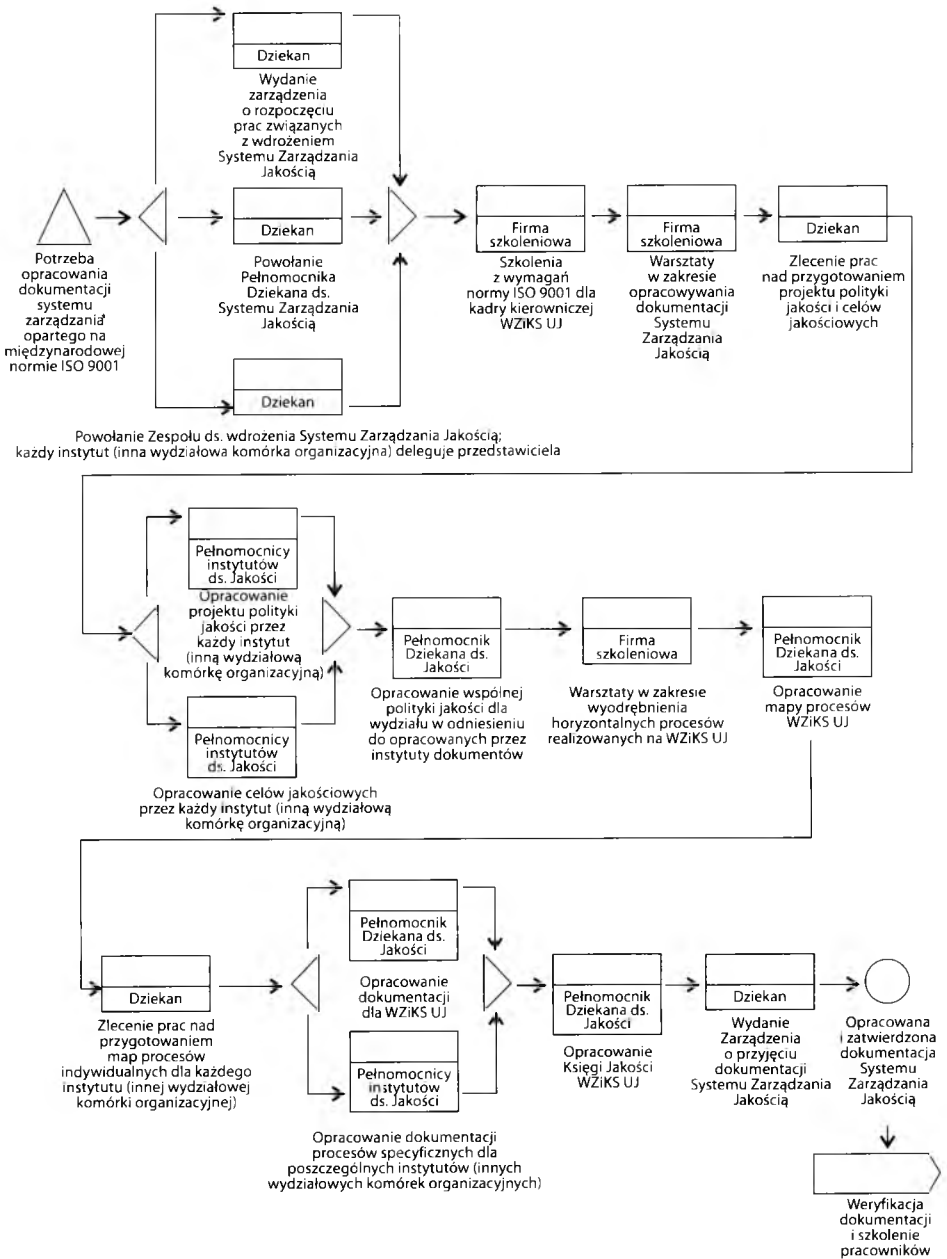 Dziekan
Wydanie
zarządzenia
o rozpoczęciu
prac związanych
z wdrożeniem
Systemu Zarządzania
Jakością
Potrzeba
opracowania
dokumentacji
systemu
zarządzania
opartego na
międzynarodowej
normie ISO 9001
Dziekan
Powołanie
Pełnomocnika
Dziekana ds.
Systemu Zarządzania
Jakością
Dziekan
Powołanie Zespołu ds. wdrożenia Systemu Zarządzania Jakością;
każdy instytut (inna wydziałowa komórka organizacyjna) deleguje przedstawiciela
Firma
szkoleniowa
Szkolenia
z wymagań
normy ISO 9001 dla
kadry kierowniczej
WZiKS UJ
Firma
szkoleniowa
Warsztaty
w zakresie
opracowywania
dokumentacji
Systemu
Zarządzania
Jakością
Dziekan
Zlecenie prac
nad przygotowaniem
projektu polityki
jakości i celów
jakościowych
Pełnomocnicy
instytutów
ds. Jakości
Opracowanie
projektu polityki
jakości przez
każdy instytut
(inną wydziałową
komórkę organizacyjną)
Pełnomocnicy
instytutów
ds. Jakości
Opracowanie celów jakościowych
przez każdy instytut (inną wydziałową
komórkę organizacyjną)
Pełnomocnik
Dziekana ds.
Jakości
Opracowanie wspólnej
polityki jakości dla
wydziału w odniesieniu
do opracowanych przez
instytuty dokumentów
Firma
szkoleniowa
Warsztaty w zakresie
wyodrębnienia
horyzontalnych procesów
realizowanych na WZiKS UJ
Pełnomocnik
Dziekana ds.
Jakości
Opracowanie
mapy procesów
WZiKS UJ
Dziekan
Zlecenie prac nad
przygotowaniem
map procesów
indywidualnych dla każdego
instytutu (innej wydziałowej
komórki organizacyjnej)
Pełnomocnik
Dziekana ds.
Jakości
Opracowanie
dokumentacji
dla WZiKS UJ
Pełnomocnicy
instytutów
ds. Jakości
Opracowanie dokumentacji
procesów specyficznych dla
poszczególnych instytutów (innych
wydziałowych komórek organizacyjnych)
Pełnomocnik
Dziekana ds.
Jakości
Opracowanie
Księgi Jakości
WZiKS UJ
Dziekan
Wydanie
Zarządzenia
o przyjęciu
dokumentacji
Systemu Zarządzania
Jakością
Opracowana
i zatwierdzona
dokumentacja
Systemu
Zarządzania
Jakością
Weryfikacja
dokumentacji
i szkolenie
pracowników